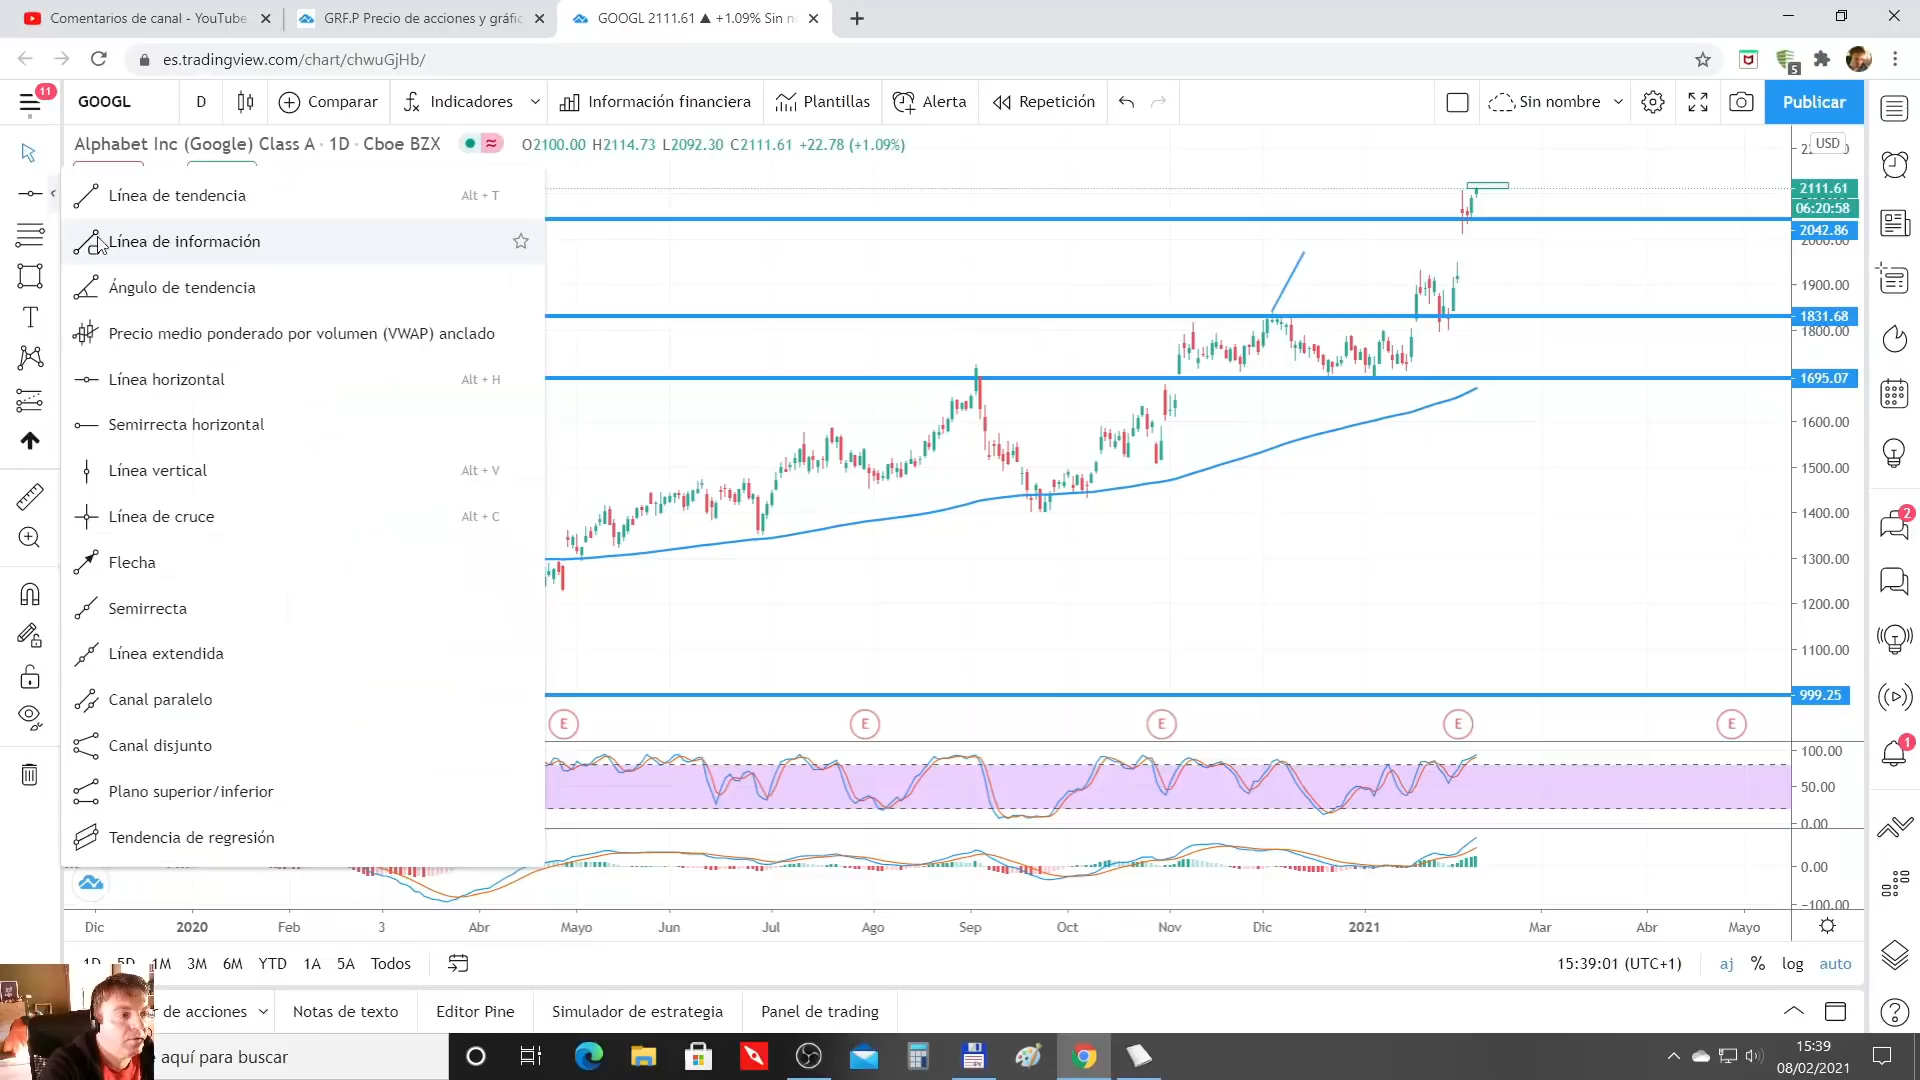 Comentarios de canal - YouTube
GRF.P Precio de acciones y gráfic
GOOGL 2111.61 ▲ +1.09% Sin n
es.tradingview.com/chart/chwuGjHb/
5
11
GOOGL
D
Comparar
Indicadores
Información financiera
Plantillas
Alerta
Repetición
Sin nombre
Publicar
Alphabet Inc (Google) Class A · 1D · Cboe BZX
O2100.00 H2114.73 L2092.30 C2111.61 +22.78 (+1.09%)
USD
Línea de tendencia Alt + T
Línea de información
Ángulo de tendencia
Precio medio ponderado por volumen (VWAP) anclado
Línea horizontal Alt + H
Semirrecta horizontal
Línea vertical Alt + V
Línea de cruce Alt + C
Flecha
Semirrecta
Línea extendida
Canal paralelo
Canal disjunto
Plano superior/inferior
Tendencia de regresión
2111.61
06:20:58
2042.86
2000.00
1900.00
1831.68
1800.00
1695.07
1600.00
1500.00
1400.00
1300.00
1200.00
1100.00
999.25
E
E
E
E
E
100.00
50.00
0.00
0.00
−100.00
2
1
Dic
2020
Feb
3
Abr
Mayo
Jun
Jul
Ago
Sep
Oct
Nov
Dic
2021
Mar
Abr
Mayo
1D
5D
1M
3M
6M
YTD
1A
5A
Todos
15:39:01 (UTC+1)
aj
%
log
auto
de acciones
Notas de texto
Editor Pine
Simulador de estrategia
Panel de trading
aquí para buscar
15:39
08/02/2021